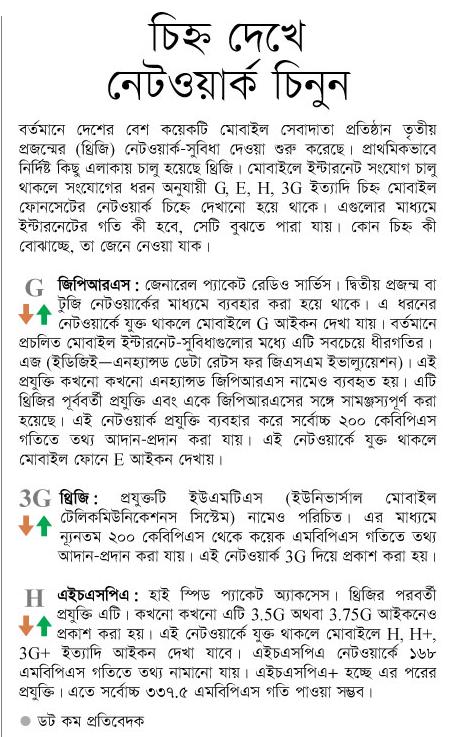 চিহ্ন দেখে
নেটওয়ার্ক চিনুন
বর্তমানে দেশের বেশ কয়েকটি মোবাইল সেবাদাতা প্রতিষ্ঠান তৃতীয়
প্রজন্মের (থ্রিজি) নেটওয়ার্ক-সুবিধা দেওয়া শুরু করেছে। প্রাথমিকভাবে
নির্দিষ্ট কিছু এলাকায় চালু হয়েছে থ্রিজি। মোবাইলে ইন্টারনেট সংযোগ চালু
থাকলে সংযোগের ধরন অনুযায়ী G, E, H, 3G ইত্যাদি চিহ্ন মোবাইল
ফোনসেটের নেটওয়ার্ক চিহ্নে দেখানো হয়ে থাকে। এগুলোর মাধ্যমে
ইন্টারনেটের গতি কী হবে, সেটি বুঝতে পারা যায়। কোন চিহ্ন কী
বোঝাচ্ছে, তা জেনে নেওয়া যাক।
G জিপিআরএস : জেনারেল প্যাকেট রেডিও সার্ভিস। দ্বিতীয় প্রজন্ম বা
টুজি নেটওয়ার্কের মাধ্যমে ব্যবহার করা হয়ে থাকে। এ ধরনের
নেটওয়ার্কে যুক্ত থাকলে মোবাইলে G আইকন দেখা যায়। বর্তমানে
প্রচলিত মোবাইল ইন্টারনেট-সুবিধাগুলোর মধ্যে এটি সবচেয়ে ধীরগতির।
এজ (ইডিজিই—এনহ্যান্সড ডেটা রেটস ফর জিএসএম ইভাল্যুয়েশন)। এই
প্রযুক্তি কখনো কখনো এনহ্যান্সড জিপিআরএস নামেও ব্যবহৃত হয়। এটি
থ্রিজির পূর্ববর্তী প্রযুক্তি এবং একে জিপিআরএসের সঙ্গে সামঞ্জস্যপূর্ণ করা
হয়েছে। এই নেটওয়ার্ক প্রযুক্তি ব্যবহার করে সর্বোচ্চ ২০০ কেবিপিএস
গতিতে তথ্য আদান-প্রদান করা যায়। এই নেটওয়ার্কে যুক্ত থাকলে
মোবাইল ফোনে E আইকন দেখায়।
3G থ্রিজি : প্রযুক্তটি ইউএমটিএস (ইউনিভার্সাল মোবাইল
টেলিকমিউনিকেশনস সিস্টেম) নামেও পরিচিত। এর মাধ্যমে
ন্যূনতম ২০০ কেবিপিএস থেকে কয়েক এমবিপিএস গতিতে তথ্য
আদান-প্রদান করা যায়। এই নেটওয়ার্ক 3G দিয়ে প্রকাশ করা হয়।
H এইচএসপিএ : হাই স্পিড প্যাকেট অ্যাকসেস। থ্রিজির পরবর্তী
প্রযুক্তি এটি। কখনো কখনো এটি 3.5G অথবা 3.75G আইকনেও
প্রকাশ করা হয়। এই নেটওয়ার্কে যুক্ত থাকলে মোবাইলে H, H+,
3G+ ইত্যাদি আইকন দেখা যাবে। এইচএসপিএ নেটওয়ার্কে ১৬৮
এমবিপিএস গতিতে তথ্য নামানো যায়। এইচএসপিএ+ হচ্ছে এর পরের
প্রযুক্তি। এতে সর্বোচ্চ ৩৩৭.৫ এমবিপিএস গতি পাওয়া সম্ভব।
ডট কম প্রতিবেদক